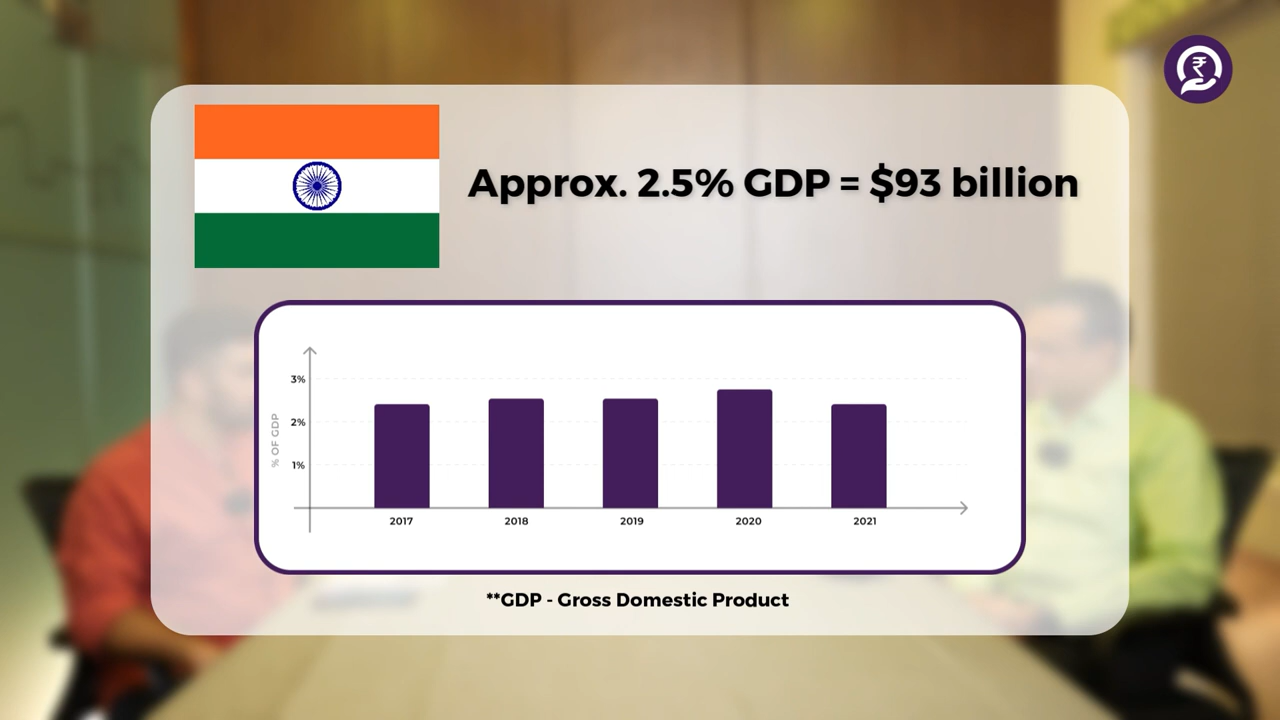 ₹
Approx. 2.5% GDP = $93 billion
3%
2%
1%
% OF GDP
2017 2018 2019 2020 2021
**GDP - Gross Domestic Product